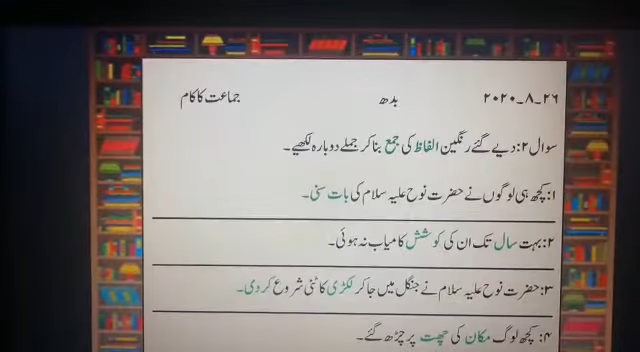 ۲۶_۸_۲۰۲۰ بدھ جماعت کا کام
سوال ۲: دیے گئے رنگین الفاظ کی جمع بنا کر جملے دوبارہ لکھیے۔
۱: کچھ ہی لوگوں نے حضرت نوح علیہ سلام کی بات سنی۔
۲: بہت سال تک ان کی کوشش کامیاب نہ ہوئی۔
۳: حضرت نوح علیہ سلام نے جنگل میں جا کر لکڑی کاٹنی شروع کر دی۔
۴: کچھ لوگ مکان کی چھت پر چڑھ گئے۔